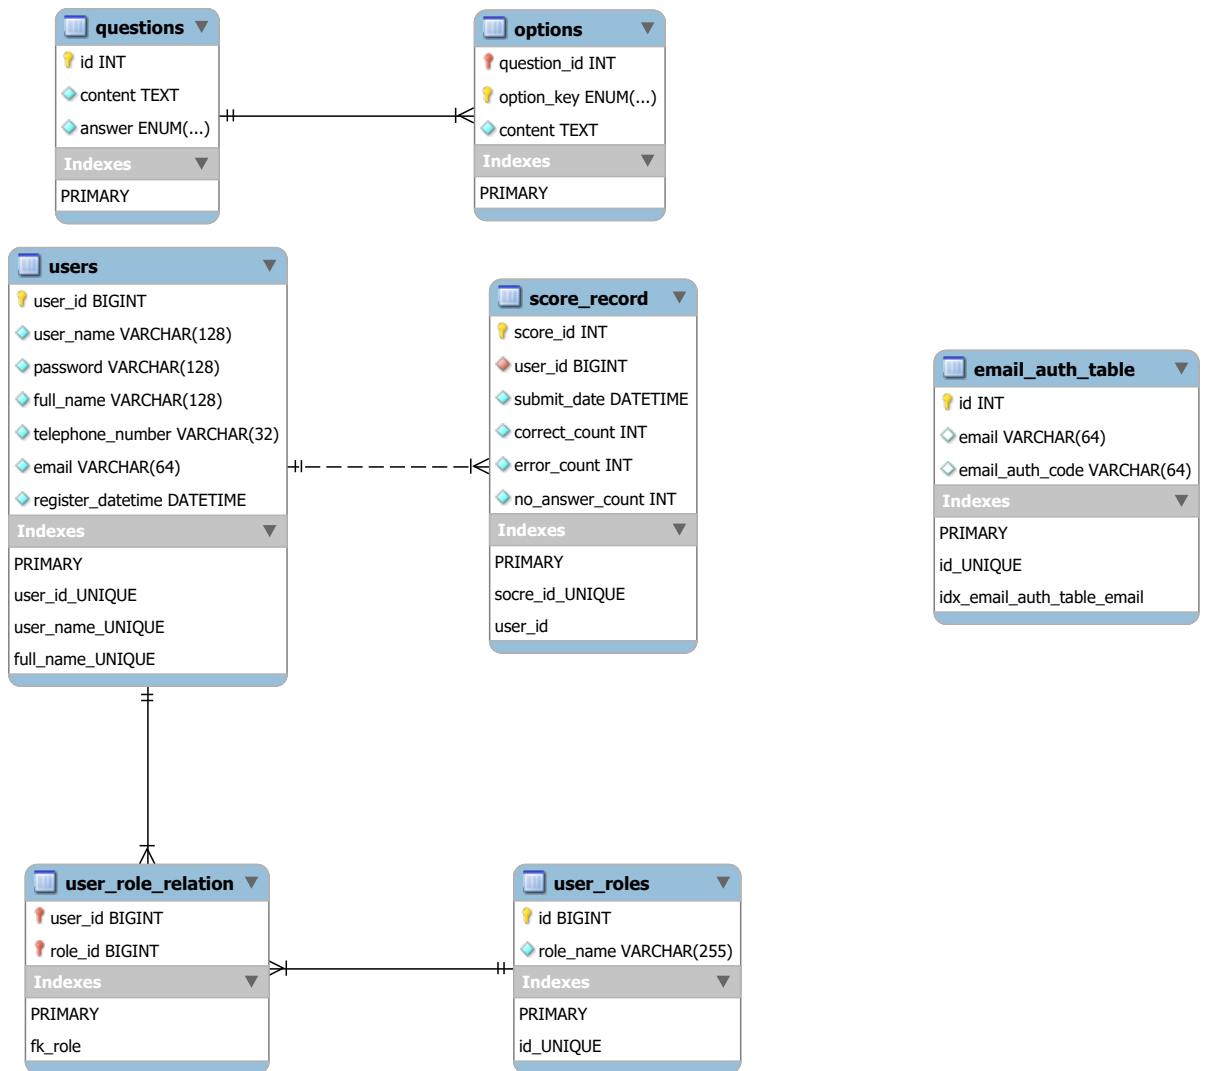 questions
id INT
content TEXT
answer ENUM(...)
Indexes
PRIMARY
options
question_id INT
option_key ENUM(...)
content TEXT
Indexes
PRIMARY
users
user_id BIGINT
user_name VARCHAR(128)
password VARCHAR(128)
full_name VARCHAR(128)
telephone_number VARCHAR(32)
email VARCHAR(64)
register_datetime DATETIME
Indexes
PRIMARY
user_id_UNIQUE
user_name_UNIQUE
full_name_UNIQUE
score_record
score_id INT
user_id BIGINT
submit_date DATETIME
correct_count INT
error_count INT
no_answer_count INT
Indexes
PRIMARY
socre_id_UNIQUE
user_id
email_auth_table
id INT
email VARCHAR(64)
email_auth_code VARCHAR(64)
Indexes
PRIMARY
id_UNIQUE
idx_email_auth_table_email
user_role_relation
user_id BIGINT
role_id BIGINT
Indexes
PRIMARY
fk_role
user_roles
id BIGINT
role_name VARCHAR(255)
Indexes
PRIMARY
id_UNIQUE